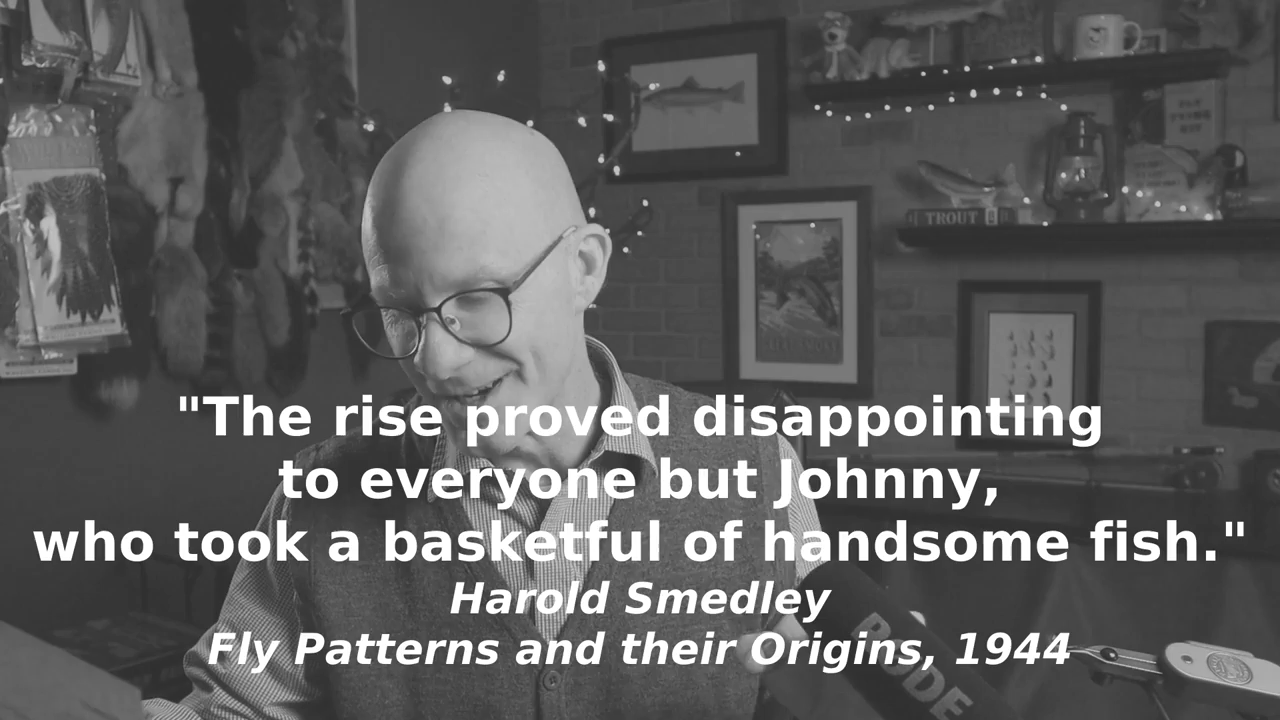 TROUT
"The rise proved disappointing
to everyone but Johnny,
who took a basketful of handsome fish."
Harold Smedley
Fly Patterns and their Origins, 1944
RODE